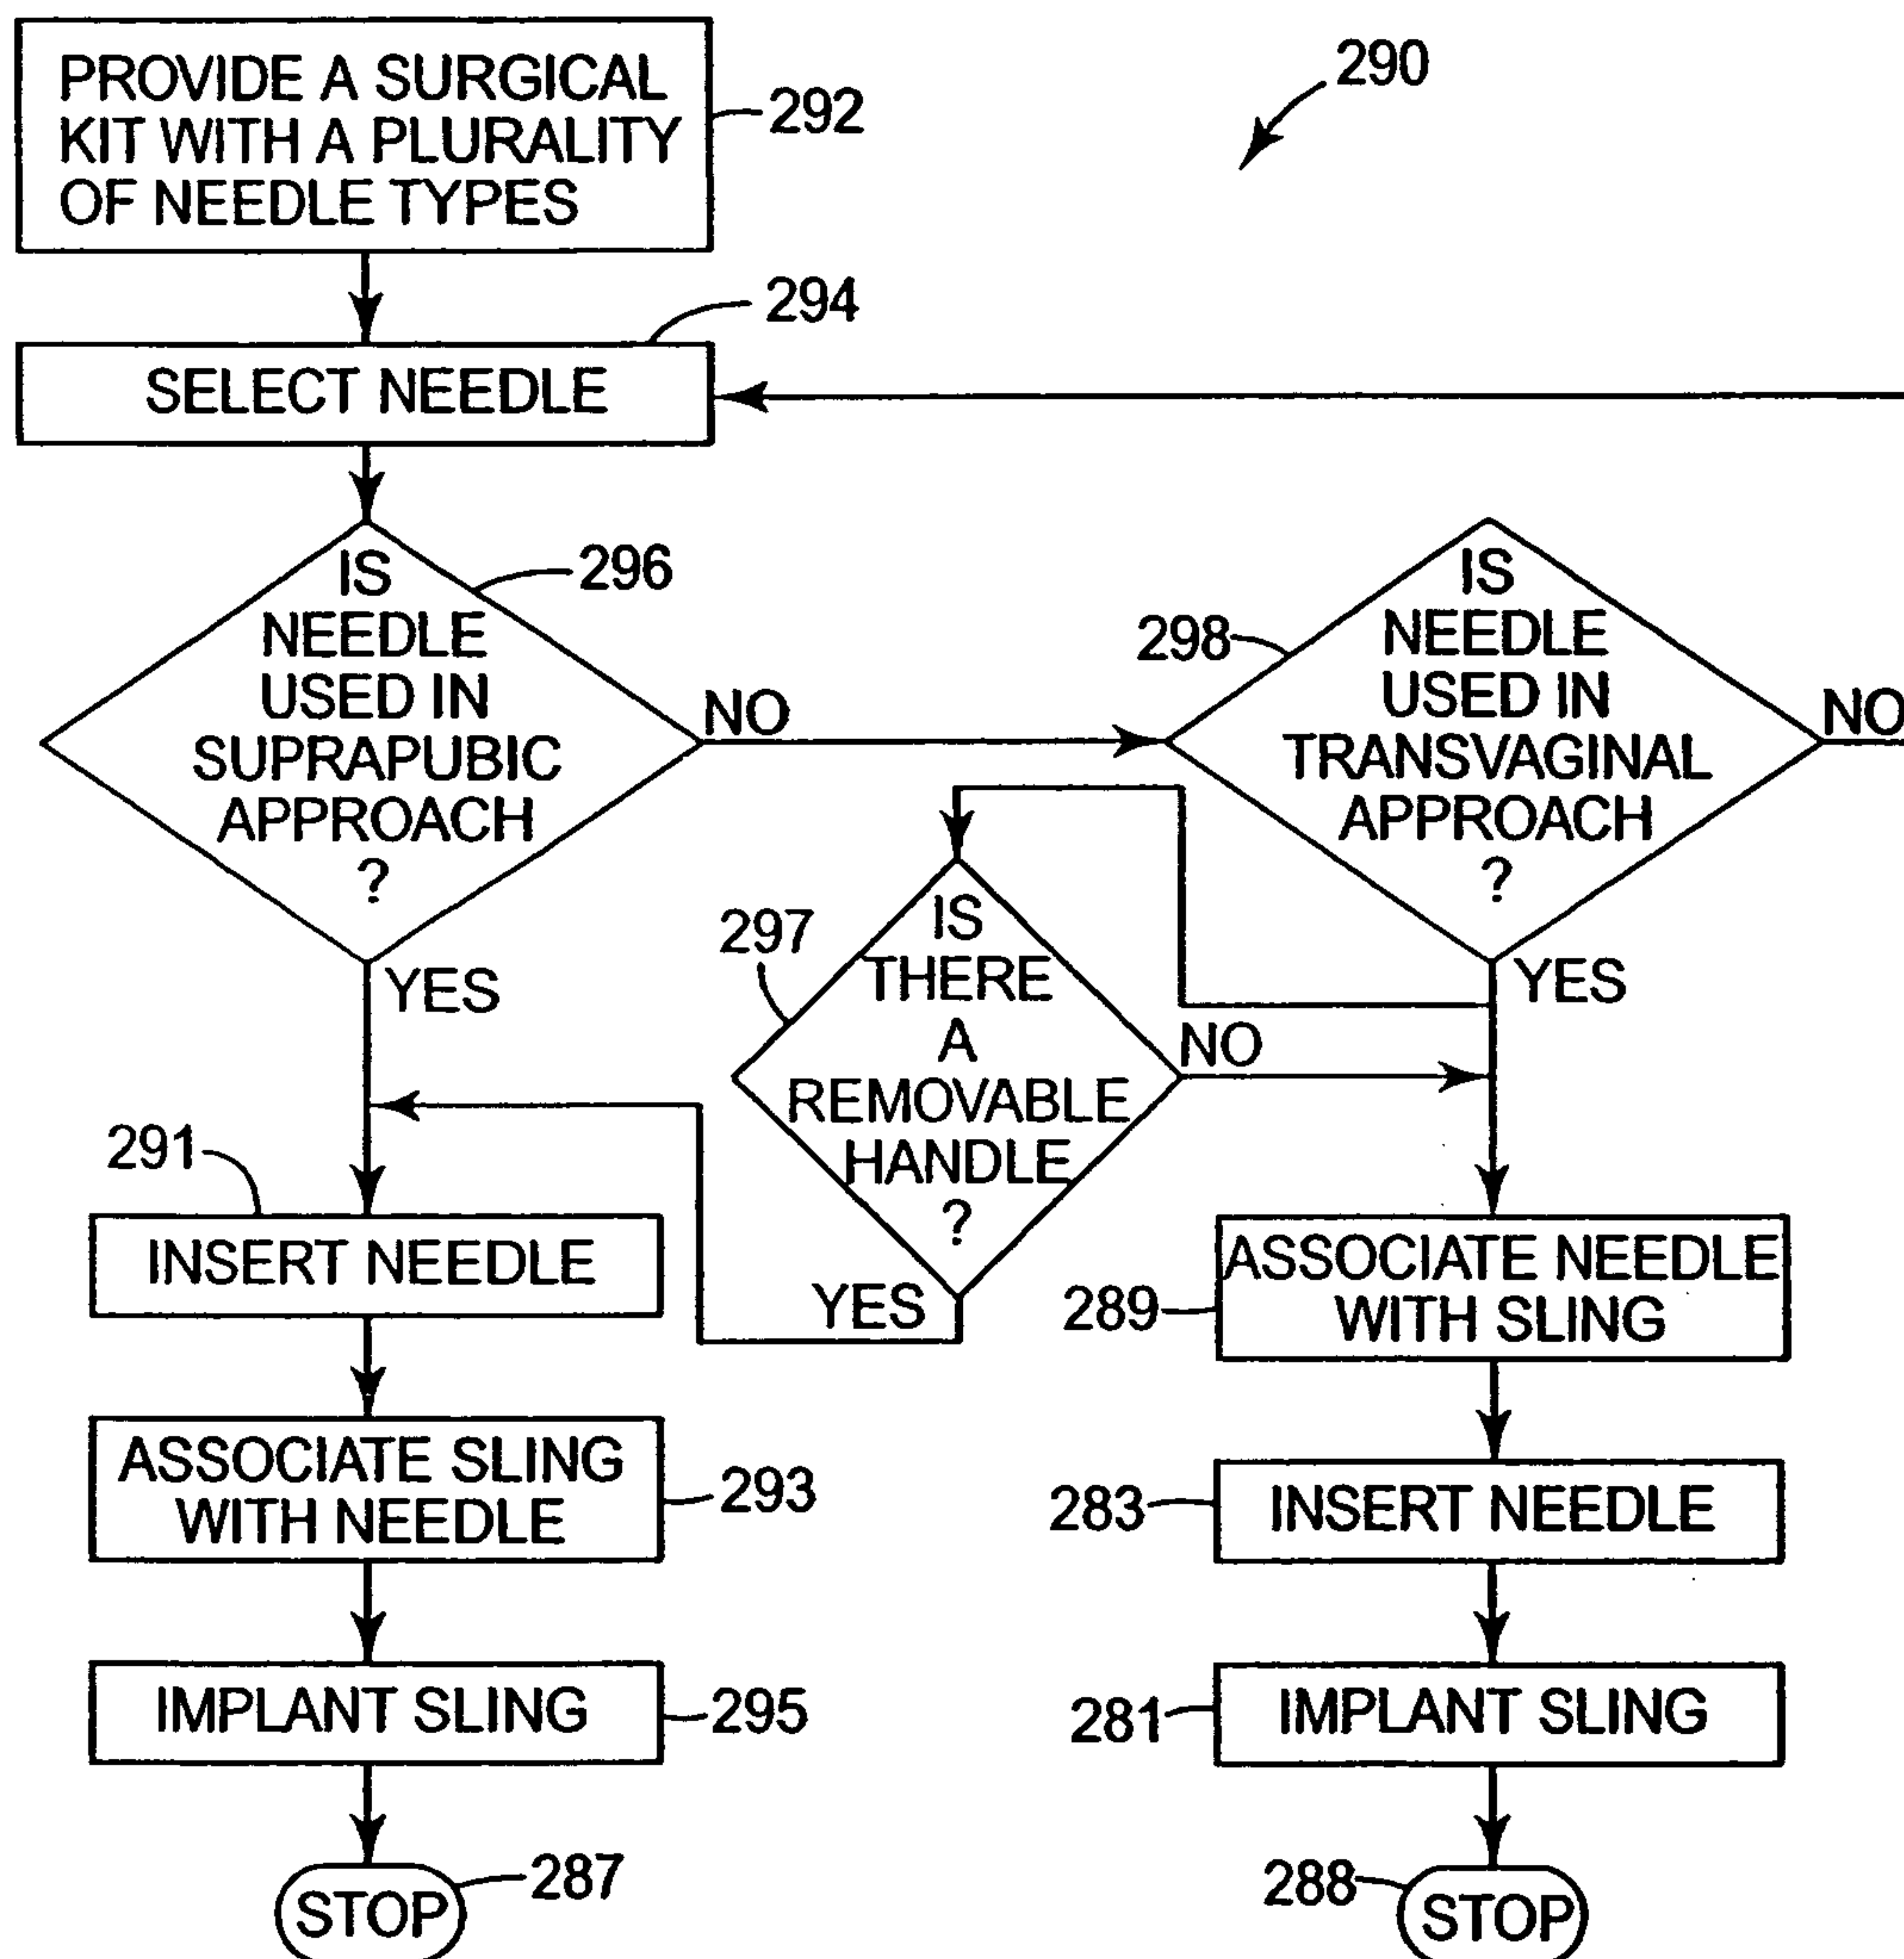 PROVIDE A SURGICAL
KIT WITH A PLURALITY
OF NEEDLE TYPES
292
290
294
SELECT NEEDLE
IS
NEEDLE
USED IN
SUPRAPUBIC
APPROACH
?
296
NO
YES
298
IS
NEEDLE
USED IN
TRANSVAGINAL
APPROACH
?
NO
YES
297
IS
THERE
A
REMOVABLE
HANDLE
?
NO
YES
291
INSERT NEEDLE
ASSOCIATE SLING
WITH NEEDLE
293
IMPLANT SLING
295
STOP
287
289
ASSOCIATE NEEDLE
WITH SLING
283
INSERT NEEDLE
281
IMPLANT SLING
288
STOP